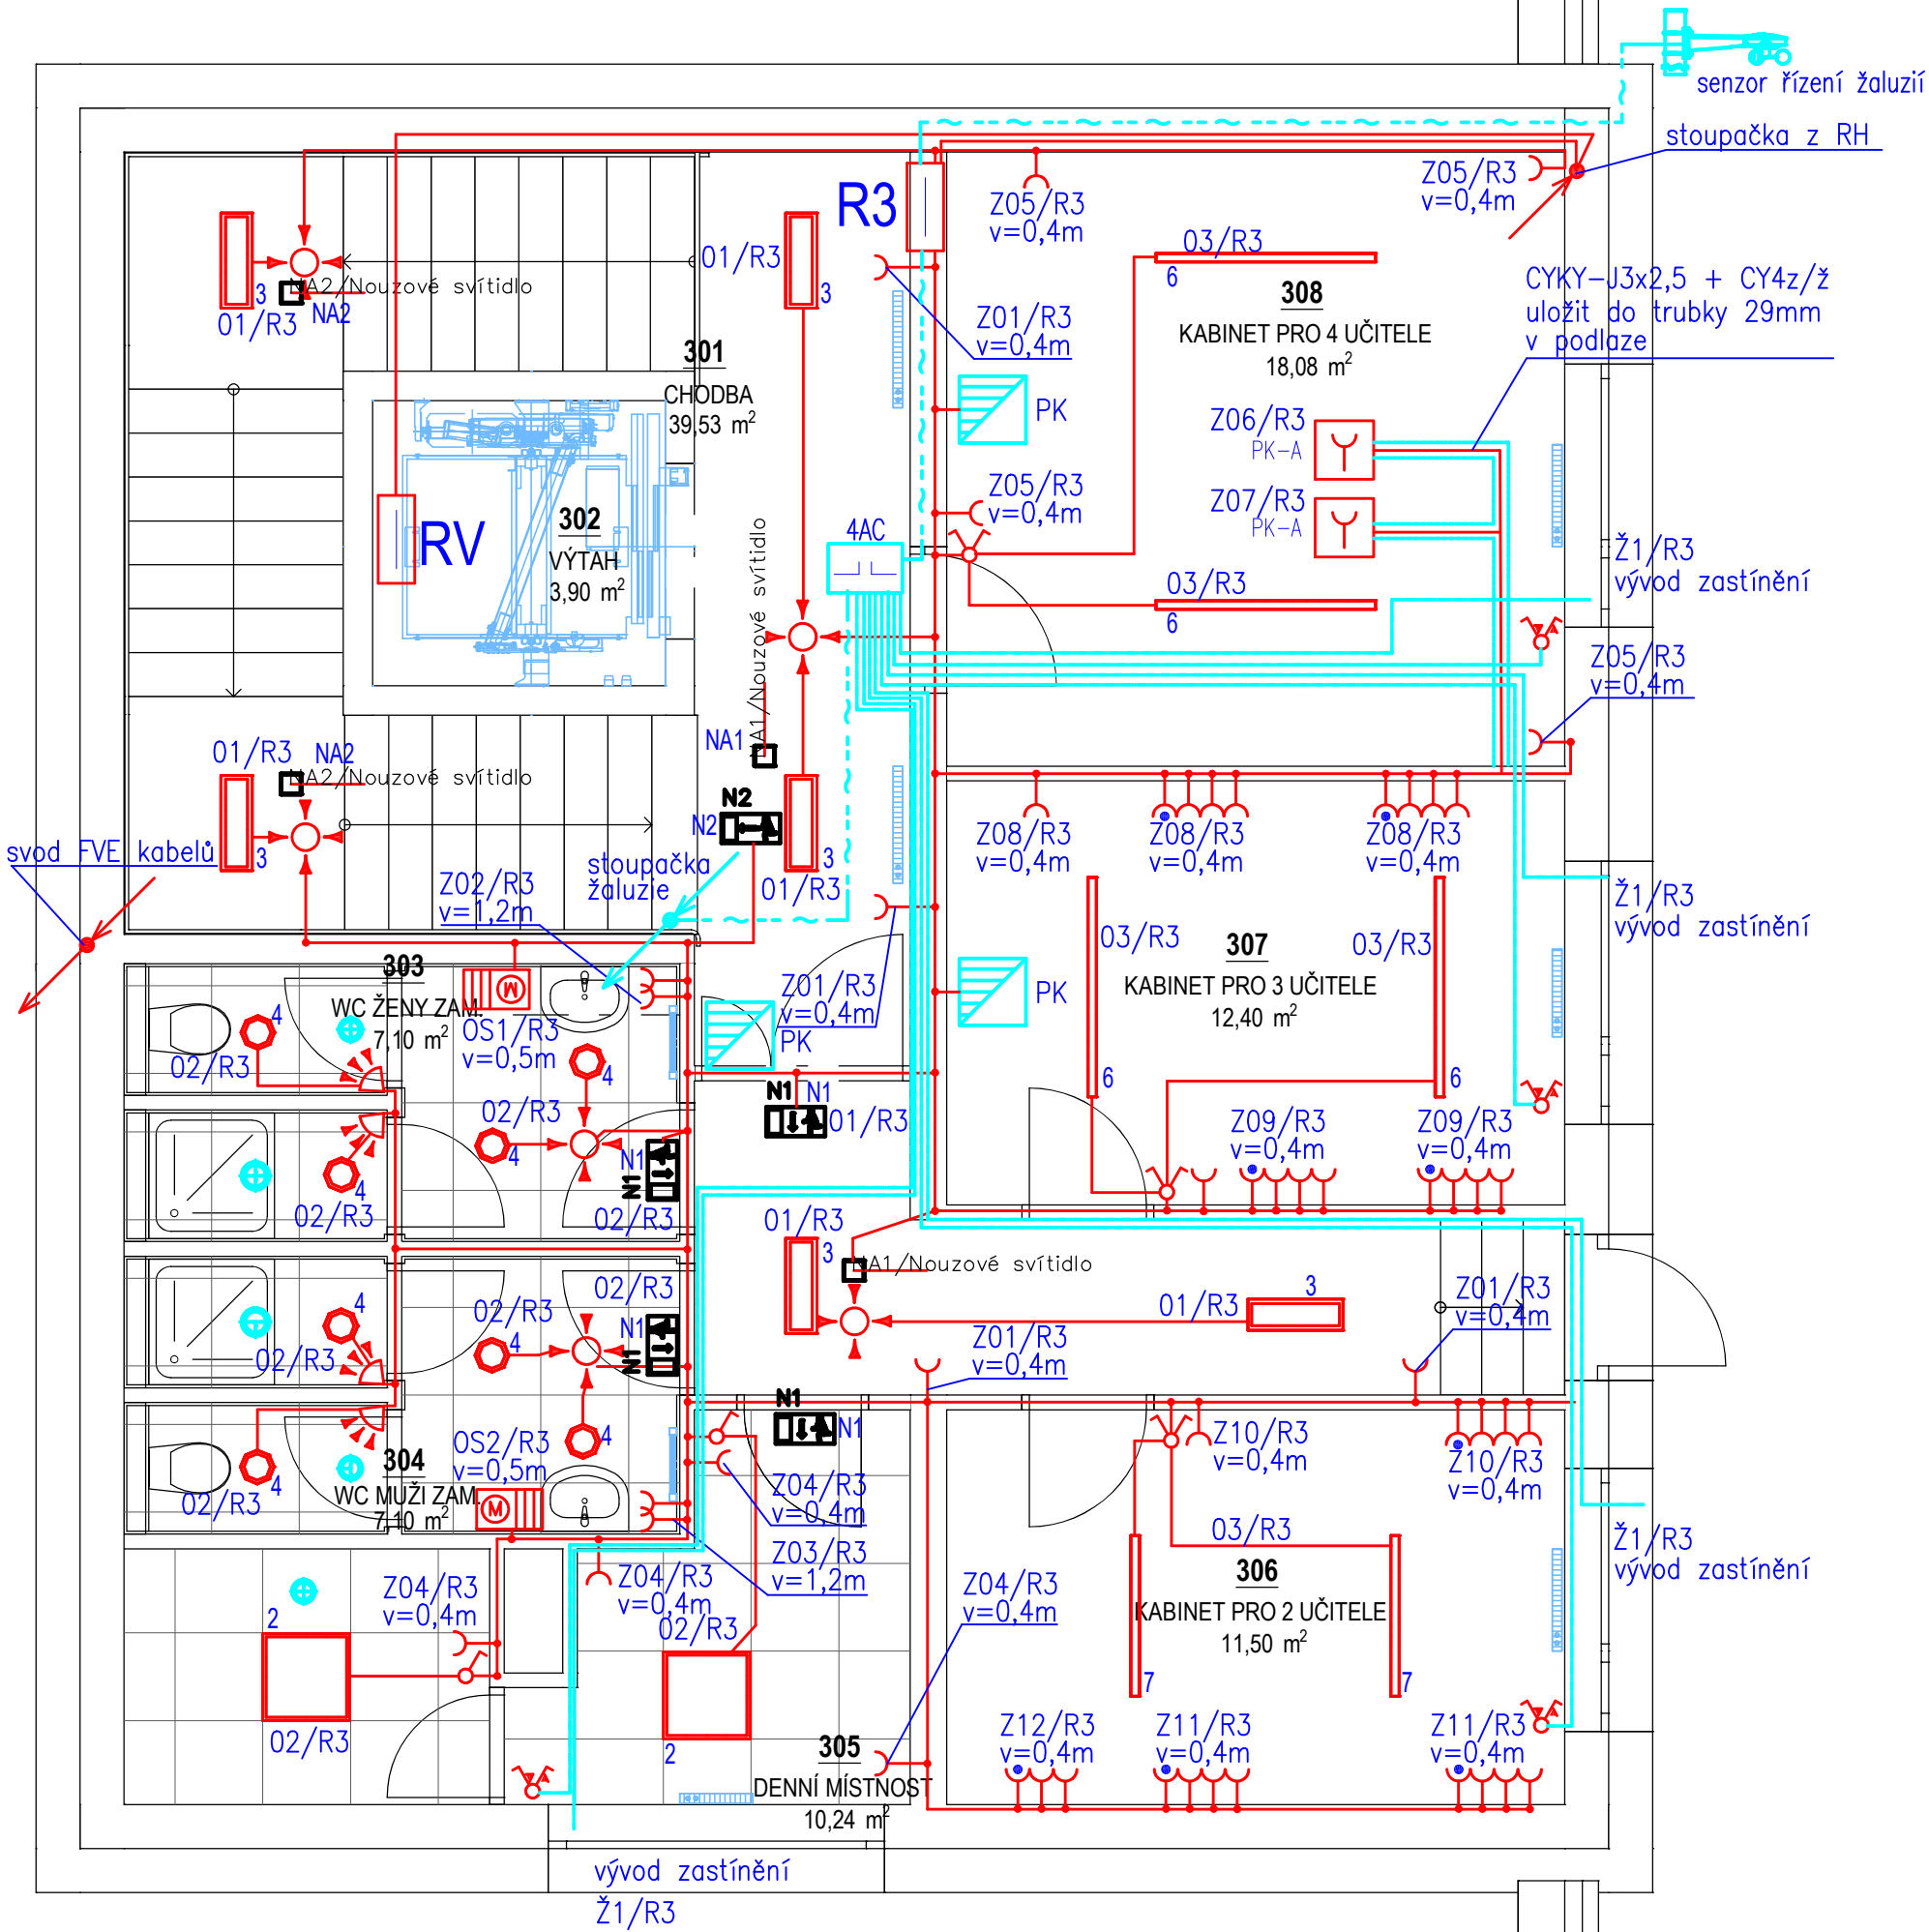 senzor řízení žaluzií
stoupačka z RH
Z05/R3
v=0,4m
R3
Z05/R3
v=0,4m
01/R3
3
03/R3
6
308
KABINET PRO 4 UČITELE
18,08 m²
CYKY-J3x2,5 + CY4z/ž
uložit do trubky 29mm
v podlaze
NA2/Nouzové svítidlo
3
NA2
01/R3
Z01/R3
v=0,4m
301
CHODBA
39,53 m²
PK
Z06/R3
PK-A
Z05/R3
v=0,4m
Z07/R3
PK-A
RV
302
VÝTAH
3,90 m²
4AC
NA1/Nouzové svítidlo
Ž1/R3
vývod zastínění
03/R3
6
Z05/R3
v=0,4m
01/R3
NA2
NA2/Nouzové svítidlo
NA1
N2
N2
3
3
01/R3
svod FVE kabelů
stoupačka
žaluzie
Z02/R3
v=1,2m
Z08/R3
v=0,4m
Z08/R3
v=0,4m
Z08/R3
v=0,4m
Ž1/R3
vývod zastínění
03/R3
03/R3
307
KABINET PRO 3 UČITELE
12,40 m²
PK
6
6
303
WC ŽENY ZAM.
7,10 m²
4
02/R3
OS1/R3
v=0,5m
M
Z01/R3
v=0,4m
PK
4
02/R3
4
N1
N1
01/R3
N1
N1
4
02/R3
02/R3
Z09/R3
v=0,4m
Z09/R3
v=0,4m
01/R3
3
NA1/Nouzové svítidlo
01/R3
3
Z01/R3
v=0,4m
Z01/R3
v=0,4m
02/R3
02/R3
4
4
02/R3
N1
N1
N1
N1
OS2/R3
v=0,5m
4
304
WC MUŽI ZAM.
7,10 m²
4
02/R3
M
Z04/R3
v=0,4m
Z03/R3
v=1,2m
Z10/R3
v=0,4m
Z10/R3
v=0,4m
03/R3
Ž1/R3
vývod zastínění
306
KABINET PRO 2 UČITELE
11,50 m²
7
7
Z04/R3
v=0,4m
Z04/R3
v=0,4m
Z04/R3
v=0,4m
02/R3
2
02/R3
2
Z12/R3
v=0,4m
Z11/R3
v=0,4m
Z11/R3
v=0,4m
305
DENNÍ MÍSTNOST
10,24 m²
vývod zastínění
Ž1/R3